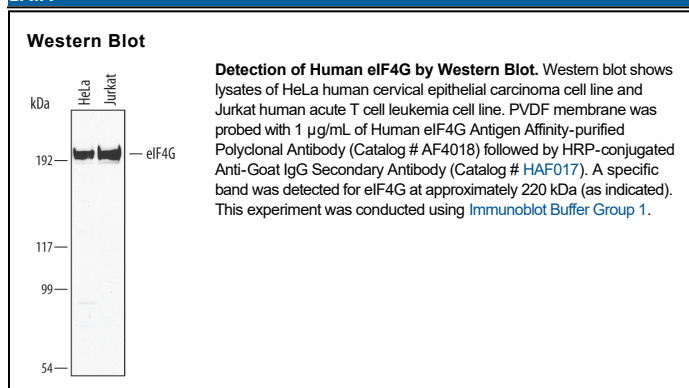 Western Blot
kDa
HeLa
Jurkat
192
eIF4G
117
99
54
Detection of Human eIF4G by Western Blot. Western blot shows
lysates of HeLa human cervical epithelial carcinoma cell line and
Jurkat human acute T cell leukemia cell line. PVDF membrane was
probed with 1 µg/mL of Human eIF4G Antigen Affinity-purified
Polyclonal Antibody (Catalog # AF4018) followed by HRP-conjugated
Anti-Goat IgG Secondary Antibody (Catalog # HAF017). A specific
band was detected for eIF4G at approximately 220 kDa (as indicated).
This experiment was conducted using Immunoblot Buffer Group 1.